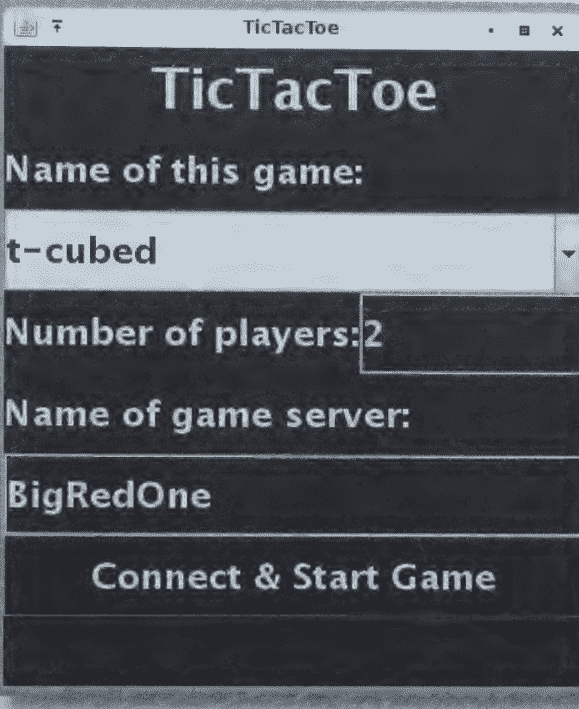 TicTacToe
TicTacToe
Name of this game:
t-cubed
Number of players:2
Name of game server:
BigRedOne
Connect & Start Game